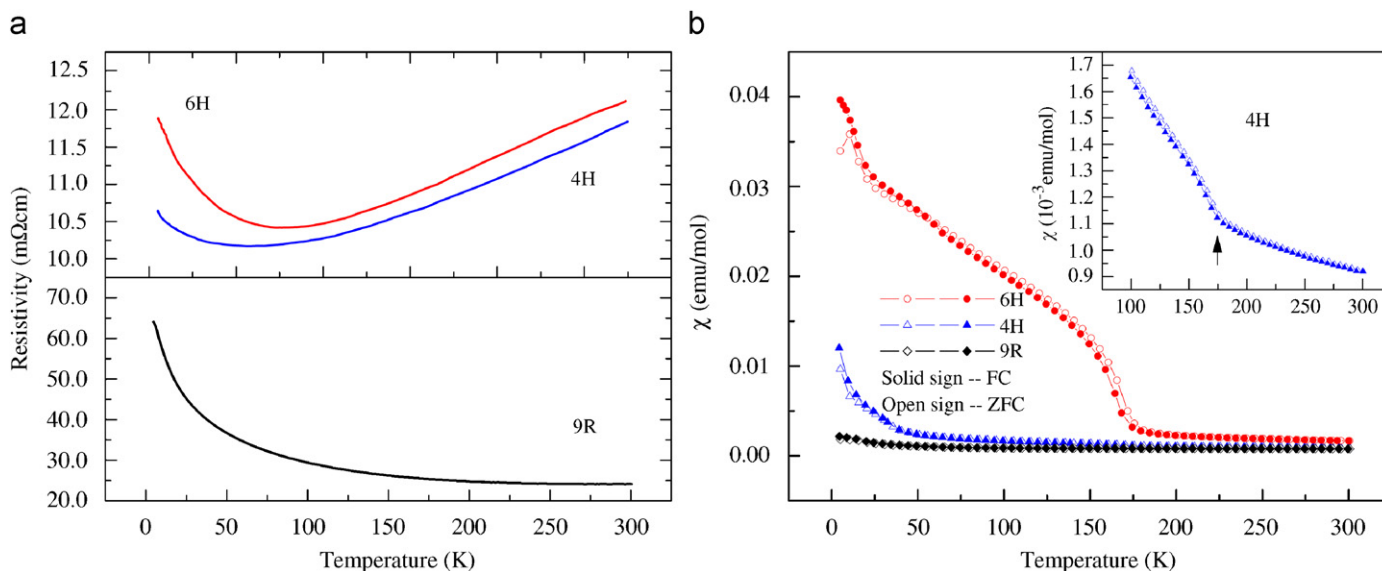 a
12.5
12.0
11.5
11.0
10.5
10.0
6H
4H
70.0
60.0
50.0
40.0
30.0
20.0
9R
Resistivity (mΩcm)
0 50 100 150 200 250 300
Temperature (K)
b
0.04
0.03
0.02
0.01
0.00
χ (emu/mol)
6H
4H
9R
Solid sign -- FC
Open sign -- ZFC
0 50 100 150 200 250 300
Temperature (K)
1.7
1.6
1.5
1.4
1.3
1.2
1.1
1.0
0.9
χ (10⁻³ emu/mol)
4H
100 150 200 250 300